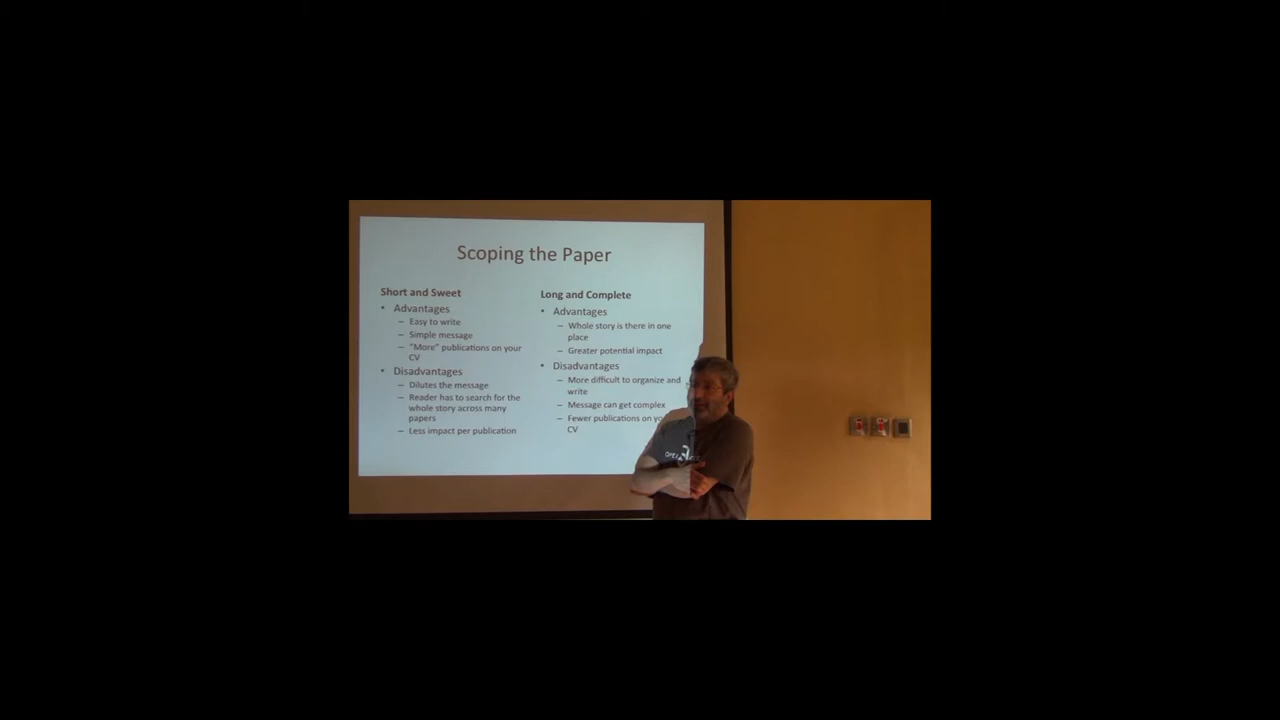 Scoping the Paper
Short and Sweet
• Advantages
– Easy to write
– Simple message
– "More" publications on your
CV
• Disadvantages
– Dilutes the message
– Reader has to search for the
whole story across many
papers
– Less impact per publication
Long and Complete
• Advantages
– Whole story is there in one
place
– Greater potential impact
• Disadvantages
– More difficult to organize and
write
– Message can get complex
– Fewer publications on
CV